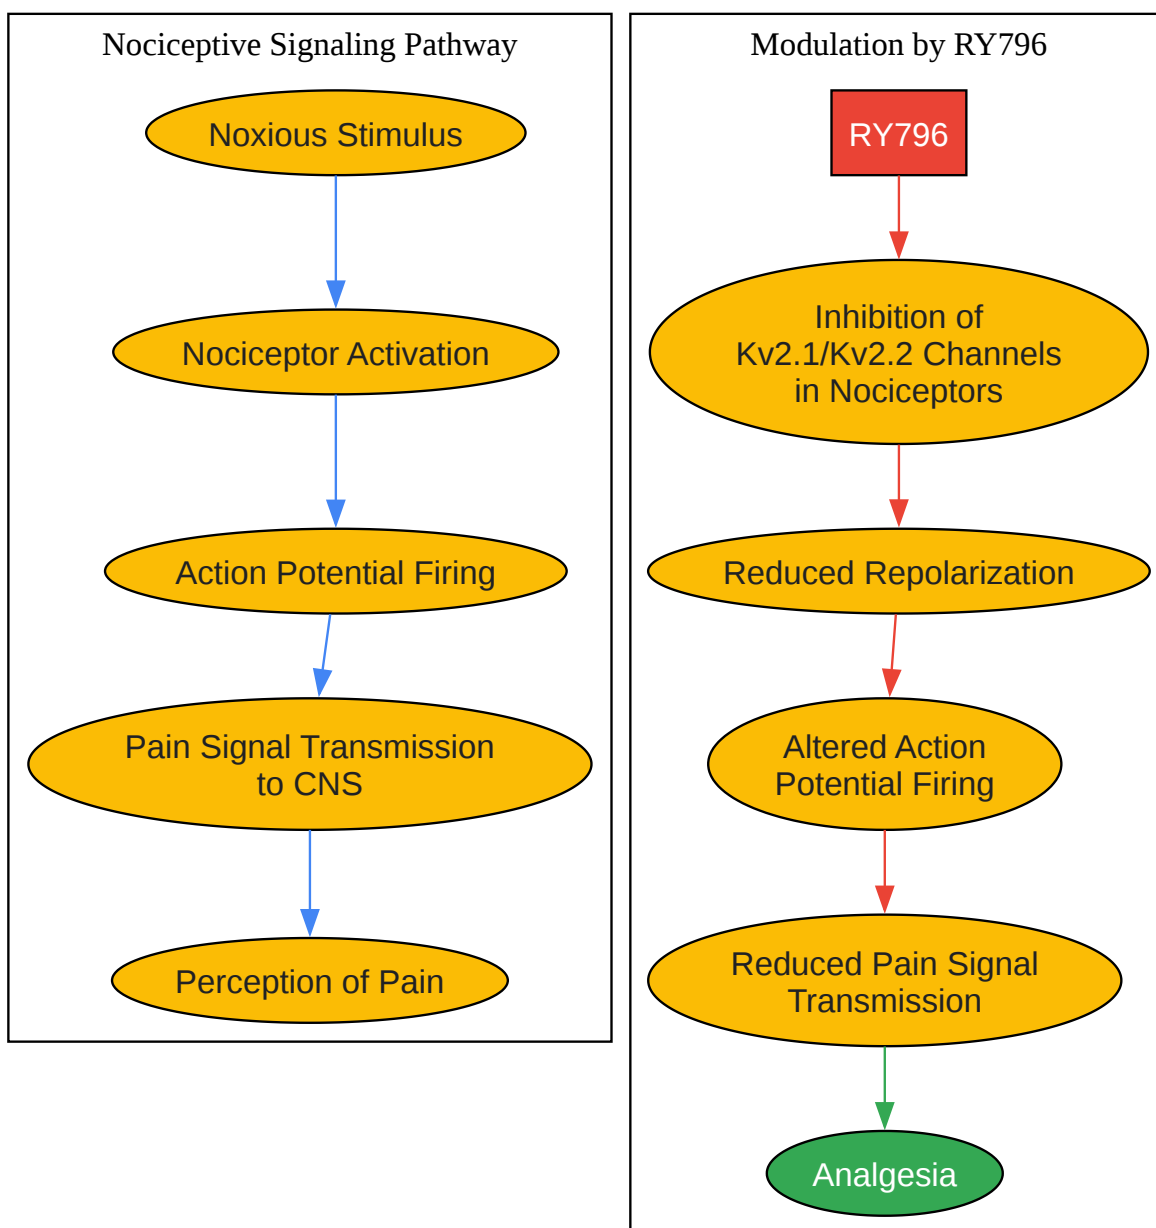 Nociceptive Signaling Pathway
Noxious Stimulus
Nociceptor Activation
Action Potential Firing
Pain Signal Transmission
to CNS
Perception of Pain
Modulation by RY796
RY796
Inhibition of
Kv2.1/Kv2.2 Channels
in Nociceptors
Reduced Repolarization
Altered Action
Potential Firing
Reduced Pain Signal
Transmission
Analgesia